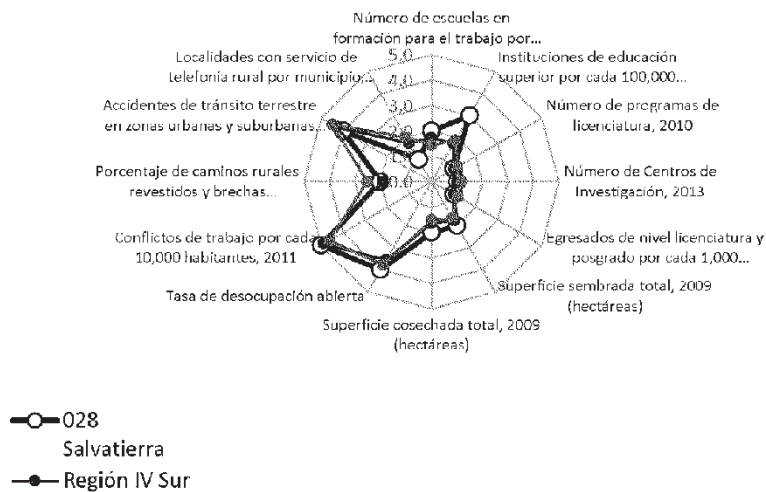 Número de escuelas en
formación para el trabajo por...
Instituciones de educación
superior por cada 100,000...
Número de programas de
licenciatura, 2010
Número de Centros de
Investigación, 2013
Egresados de nivel licenciatura y
posgrado por cada 1,000...
Superficie sembrada total, 2009
(hectáreas)
Superficie cosechada total, 2009
(hectáreas)
Tasa de desocupación abierta
Conflictos de trabajo por cada
10,000 habitantes, 2011
Porcentaje de caminos rurales
revestidos y brechas...
Accidentes de tránsito terrestre
en zonas urbanas y suburbanas...
Localidades con servicio de
telefonía rural por municipio...
5.0
4.0
3.0
028
Salvatierra
Región IV Sur